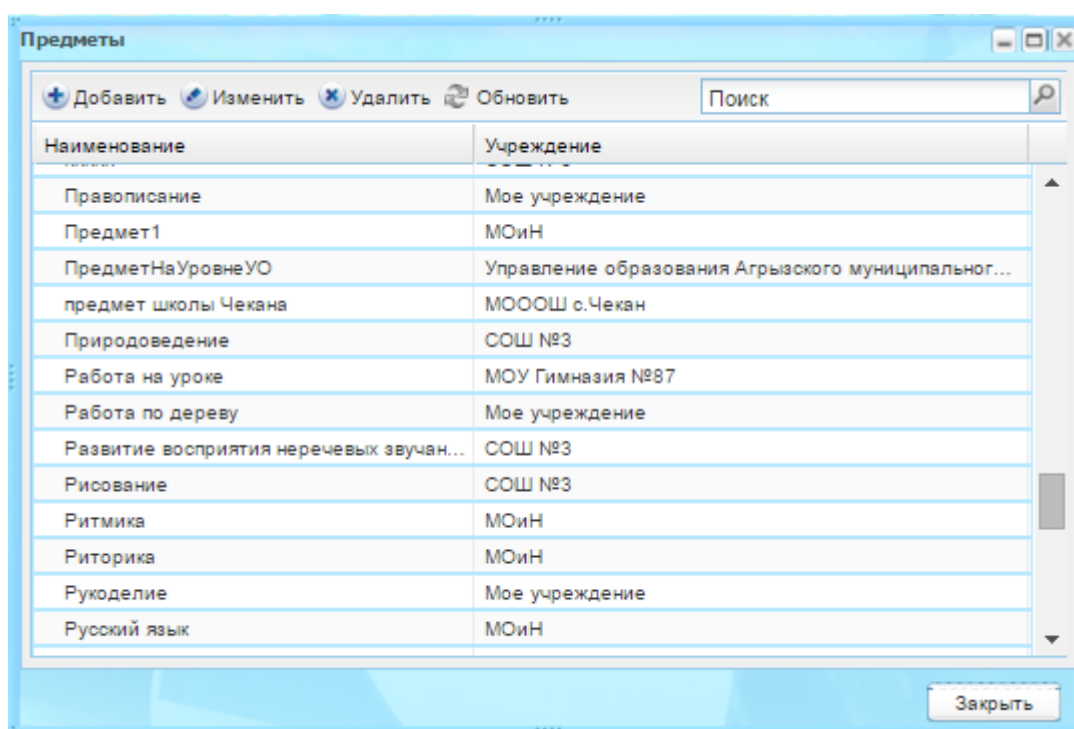 Предметы
Добавить Изменить Удалить Обновить Поиск
Наименование Учреждение
Правописание Мое учреждение
Предмет1 МОиН
ПредметНаУровнеУО Управление образования Агрызского муниципальног...
предмет школы Чекана МОООШ с.Чекан
Природоведение СОШ №3
Работа на уроке МОУ Гимназия №87
Работа по дереву Мое учреждение
Развитие восприятия неречевых звучан... СОШ №3
Рисование СОШ №3
Ритмика МОиН
Риторика МОиН
Рукоделие Мое учреждение
Русский язык МОиН
Закрыть